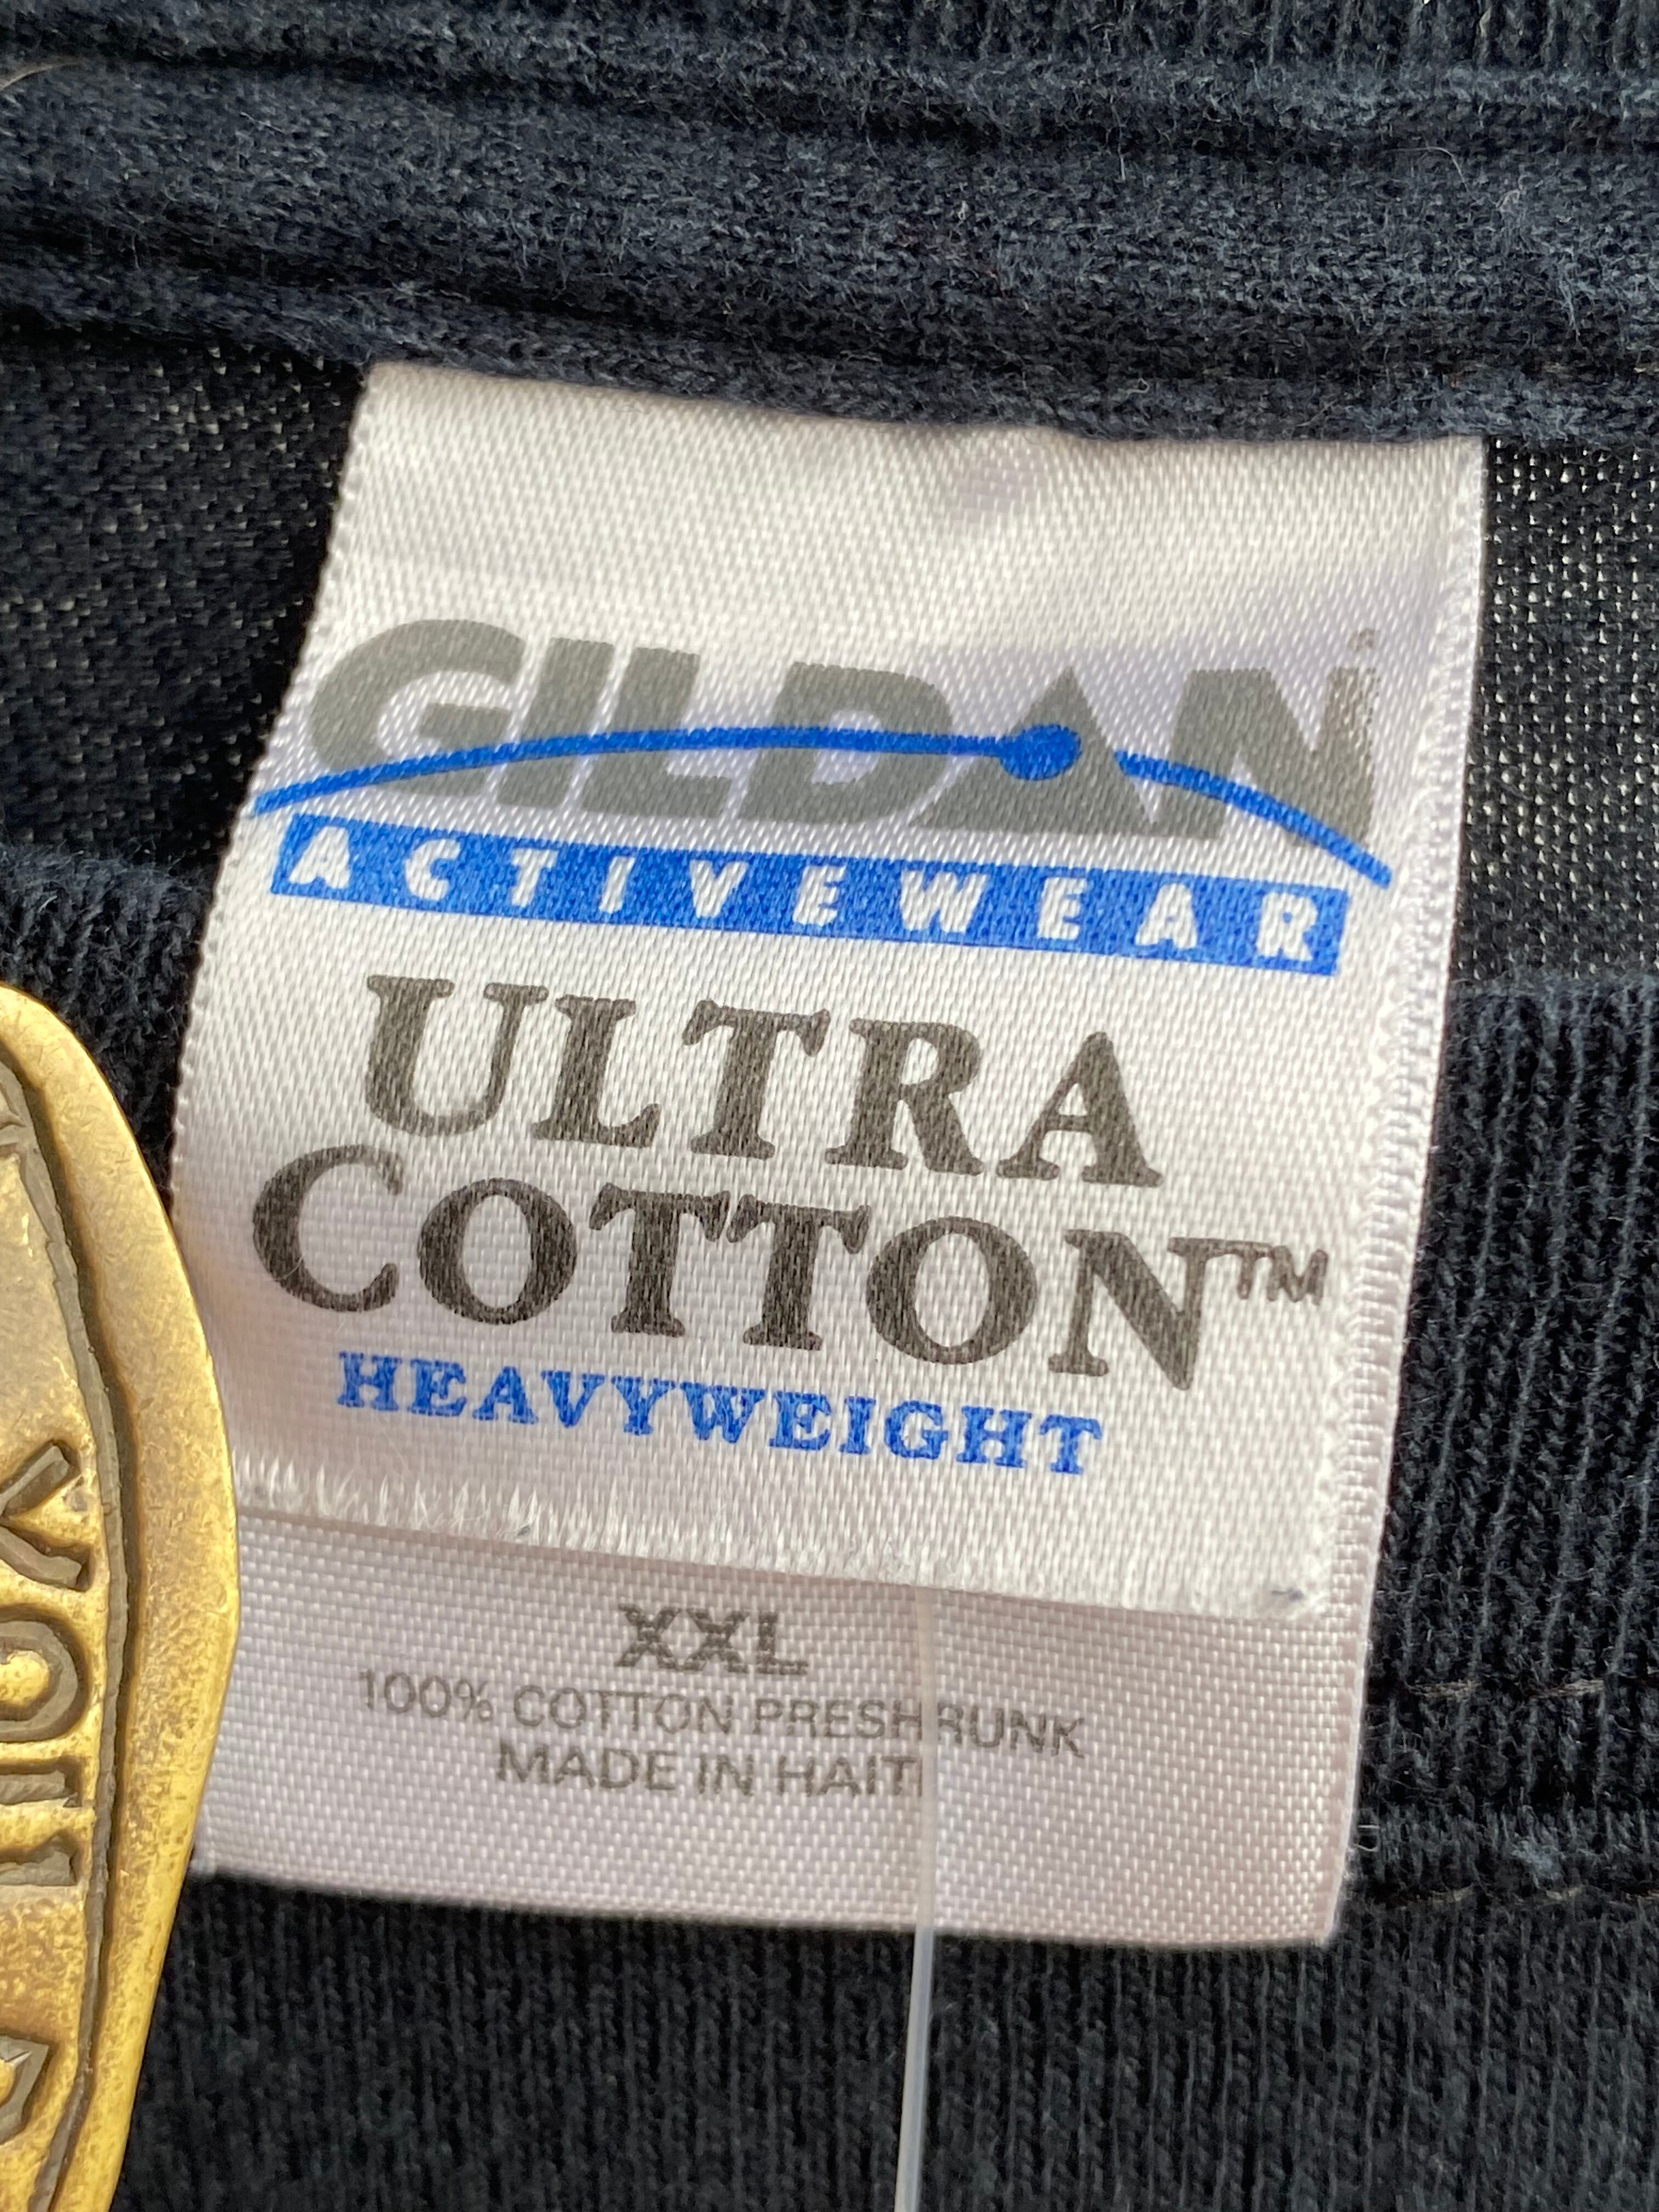 GILDAN
ACTIVEWEAR
ULTRA
COTTON™
HEAVYWEIGHT
XXL
100% COTTON PRESHRUNK
MADE IN HAITI